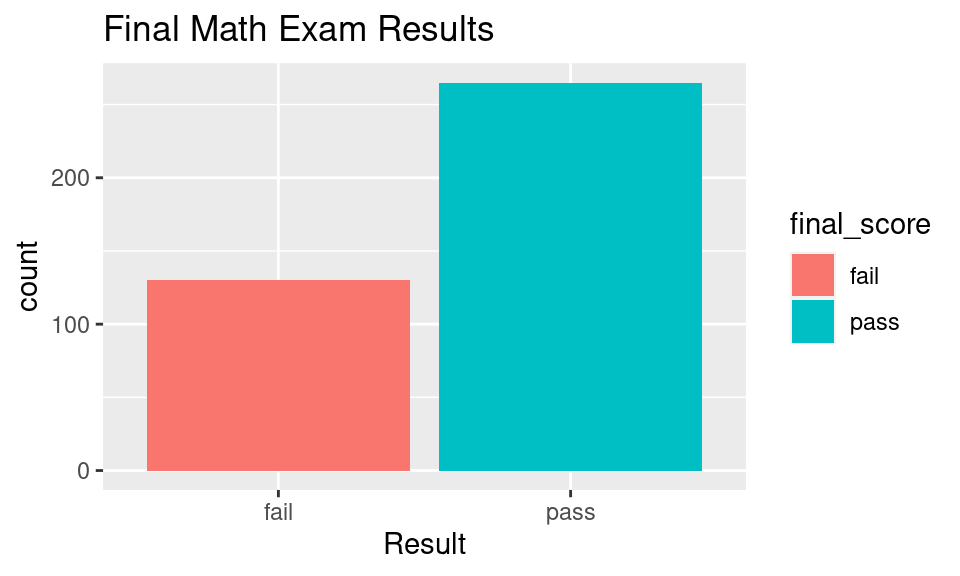 Final Math Exam Results
count
200
100
0
fail
pass
Result
final_score
fail
pass